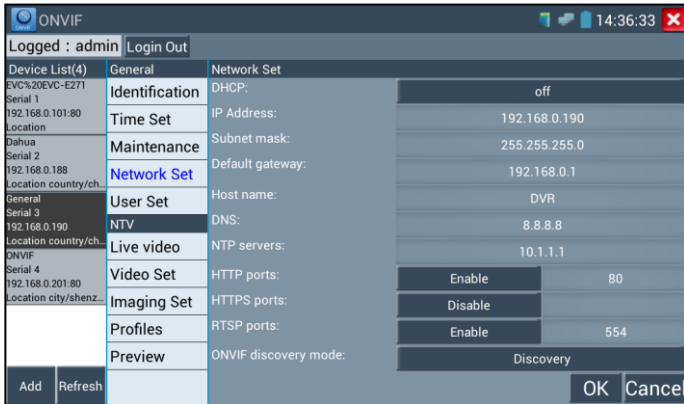 ONVIF
14:36:33
Logged : admin
Login Out
Device List(4)
EVC%20EVC-E271
Serial 1
192.168.0.101:80
Location
Dahua
Serial 2
192.168.0.188
Location country/ch...
General
Serial 3
192.168.0.190
Location country/ch...
ONVIF
Serial 4
192.168.0.201:80
Location city/shenz...
Add
Refresh
General
Identification
Time Set
Maintenance
Network Set
User Set
NTV
Live video
Video Set
Imaging Set
Profiles
Preview
Network Set
DHCP: off
IP Address: 192.168.0.190
Subnet mask: 255.255.255.0
Default gateway: 192.168.0.1
Host name: DVR
DNS: 8.8.8.8
NTP servers: 10.1.1.1
HTTP ports: Enable 80
HTTPS ports: Disable
RTSP ports: Enable 554
ONVIF discovery mode: Discovery
OK
Cancel